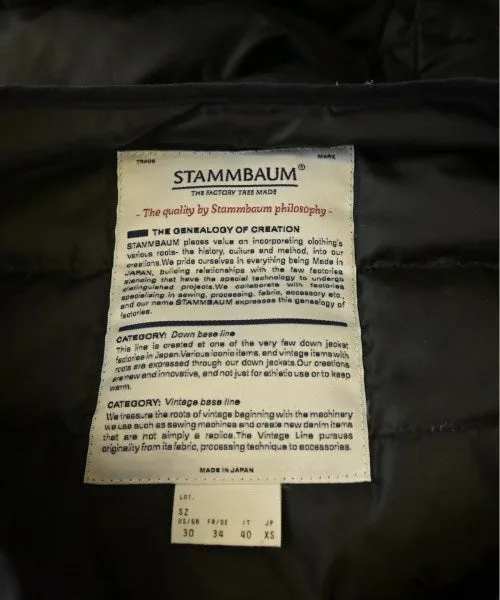 TRADE MARK
STAMMBAUM®
THE FACTORY TREE MADE
- The quality by Stammbaum philosophy -
THE GENEALOGY OF CREATION
STAMMBAUM places value on incorporating clothing's
various roots- the history, culture and method, into our
creations.We pride ourselves in everything being Made in
JAPAN, building relationships with the few factories
standing that have the special technology to undergo
distinguished projects.We collaborate with factories
specializing in sewing, processing, fabric, accessory etc.,
and our name STAMMBAUM expresses this genealogy of
factories.
CATEGORY: Down base line
This line is created at one of the very few down jacket
factories in Japan.Various iconic items, and vintage items with
roots are expressed through our down jackets.Our creations
are new and innovative, and not just for athletic use or to keep
warm.
CATEGORY: Vintage base line
We treasure the roots of vintage beginning with the machinery
we use such as sewing machines and create new denim items
that are not simply a replica.The Vintage Line pursues
originality from its fabric, processing technique to accessories.
MADE IN JAPAN
LOT.
SZ
US/GB FR/DE IT JP
30 34 40 XS